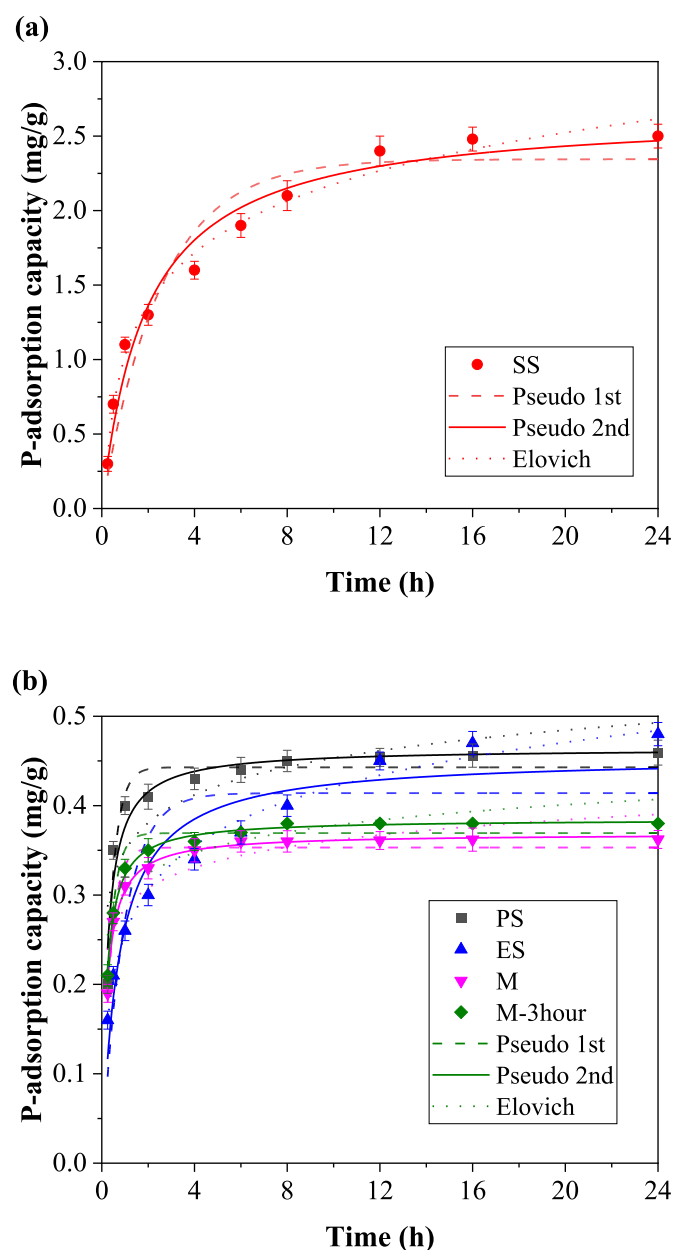 (a)
P-adsorption capacity (mg/g)
3.0
2.5
2.0
1.5
1.0
0.5
0.0
0 4 8 12 16 20 24
Time (h)
SS
Pseudo 1st
Pseudo 2nd
Elovich
(b)
P-adsorption capacity (mg/g)
0.5
0.4
0.3
0.2
0.1
0.0
0 4 8 12 16 20 24
Time (h)
PS
ES
M
M-3hour
Pseudo 1st
Pseudo 2nd
Elovich